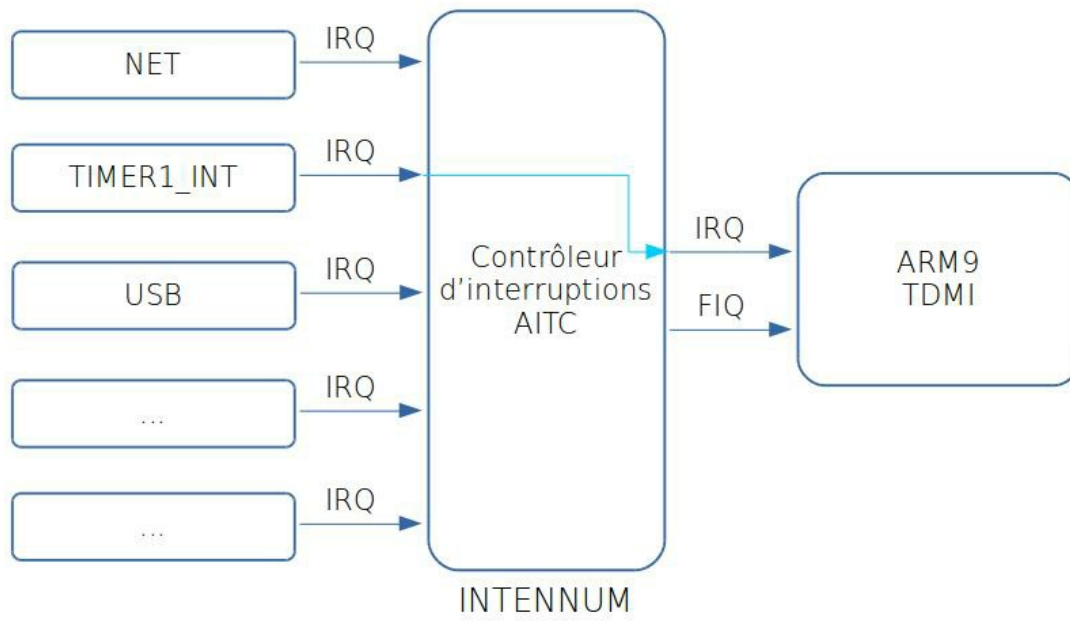 NET
IRQ
TIMER1_INT
IRQ
USB
IRQ
...
IRQ
...
IRQ
Contrôleur
d'interruptions
AITC
INTENNUM
IRQ
FIQ
ARM9
TDMI